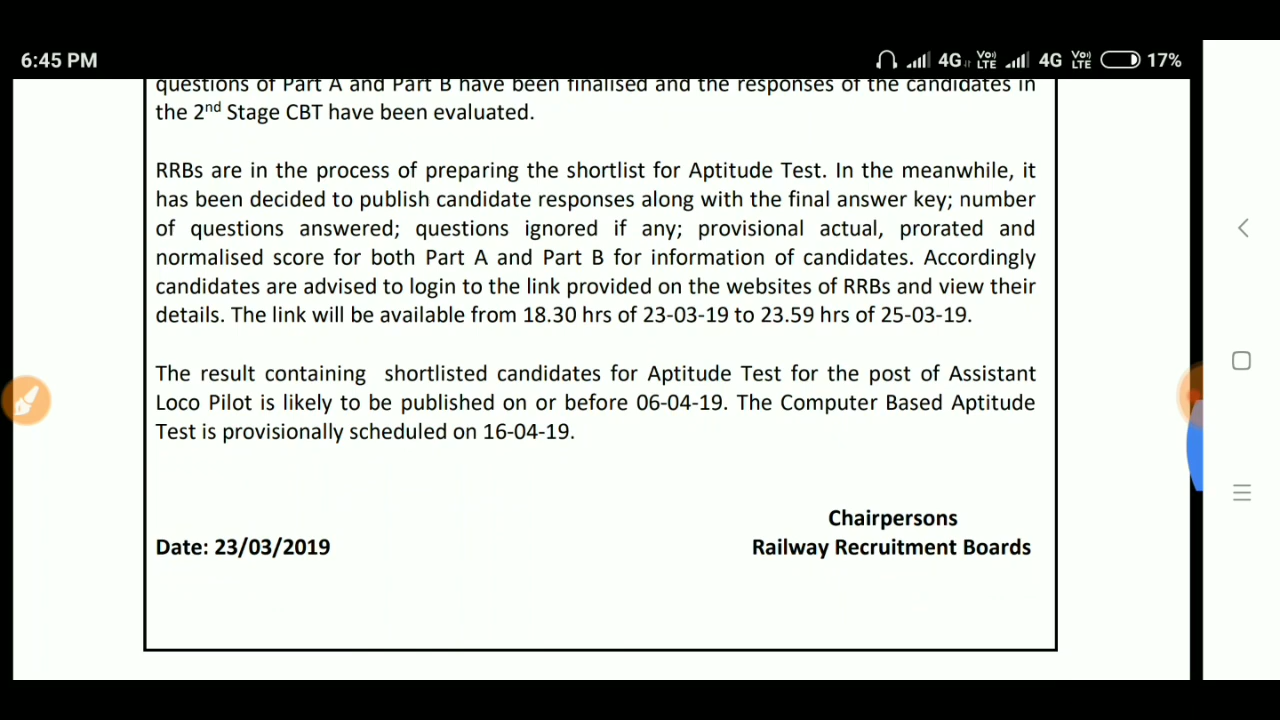 6:45 PM
4G VoLTE 4G VoLTE 17%
questions of Part A and Part B have been finalised and the responses of the candidates in
the 2nd Stage CBT have been evaluated.
RRBs are in the process of preparing the shortlist for Aptitude Test. In the meanwhile, it
has been decided to publish candidate responses along with the final answer key; number
of questions answered; questions ignored if any; provisional actual, prorated and
normalised score for both Part A and Part B for information of candidates. Accordingly
candidates are advised to login to the link provided on the websites of RRBs and view their
details. The link will be available from 18.30 hrs of 23-03-19 to 23.59 hrs of 25-03-19.
The result containing shortlisted candidates for Aptitude Test for the post of Assistant
Loco Pilot is likely to be published on or before 06-04-19. The Computer Based Aptitude
Test is provisionally scheduled on 16-04-19.
Chairpersons
Date: 23/03/2019 Railway Recruitment Boards